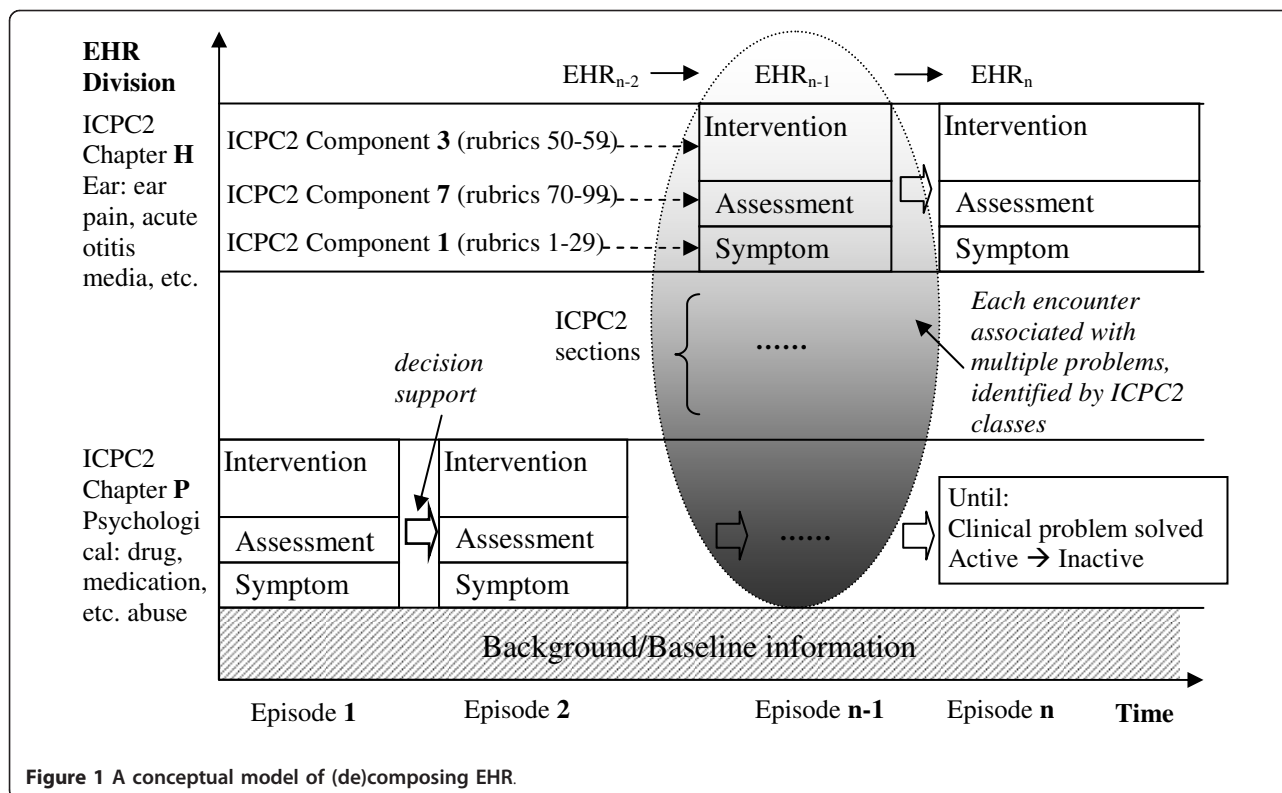 EHR
Division
EHRn-2
EHRn-1
EHRn
ICPC2
Chapter H
Ear: ear
pain, acute
otitis
media, etc.
ICPC2 Component 3 (rubrics 50-59)
ICPC2 Component 7 (rubrics 70-99)
ICPC2 Component 1 (rubrics 1-29)
Intervention
Assessment
Symptom
Intervention
Assessment
Symptom
ICPC2
sections
......
Each encounter
associated with
multiple problems,
identified by ICPC2
classes
decision
support
ICPC2
Chapter P
Psychologi
cal: drug,
medication,
etc. abuse
Intervention
Assessment
Symptom
Intervention
Assessment
Symptom
......
Until:
Clinical problem solved
Active → Inactive
Background/Baseline information
Episode 1
Episode 2
Episode n-1
Episode n
Time
Figure 1 A conceptual model of (de)composing EHR.